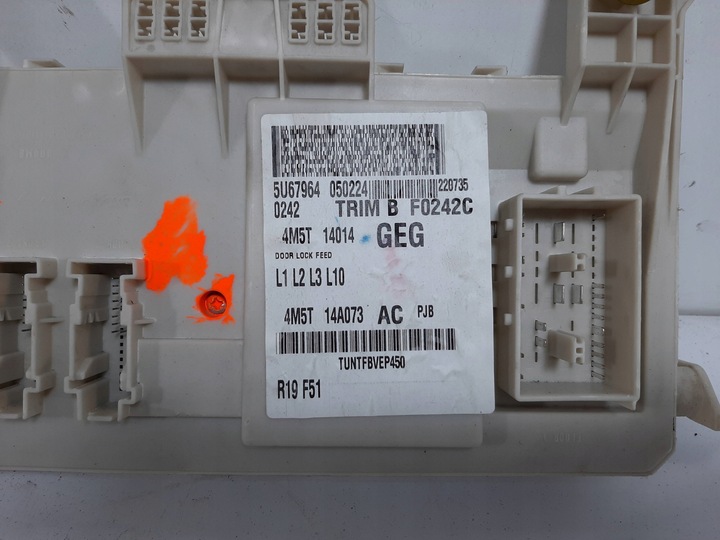 5U67964 050224 220735
0242 TRIM B F0242C
4M5T 14014 GEG
DOOR LOCK FEED
L1 L2 L3 L10
4M5T 14A073 AC PJB
TUNTFBVEP450
R19 F51